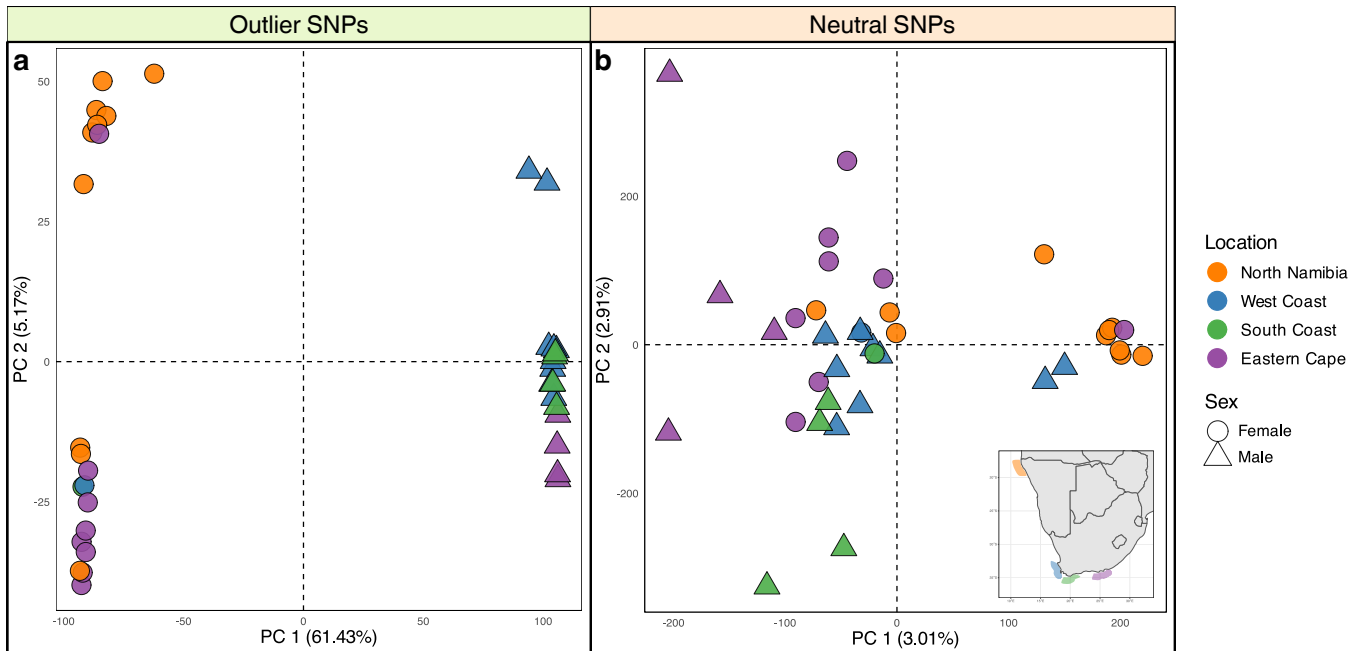 Outlier SNPs
Neutral SNPs
a
50
25
0
-25
PC 2 (5.17%)
-100
-50
0
50
100
PC 1 (61.43%)
b
200
0
-200
PC 2 (2.91%)
-200
-100
0
100
200
PC 1 (3.01%)
Location
North Namibia
West Coast
South Coast
Eastern Cape
Sex
Female
Male